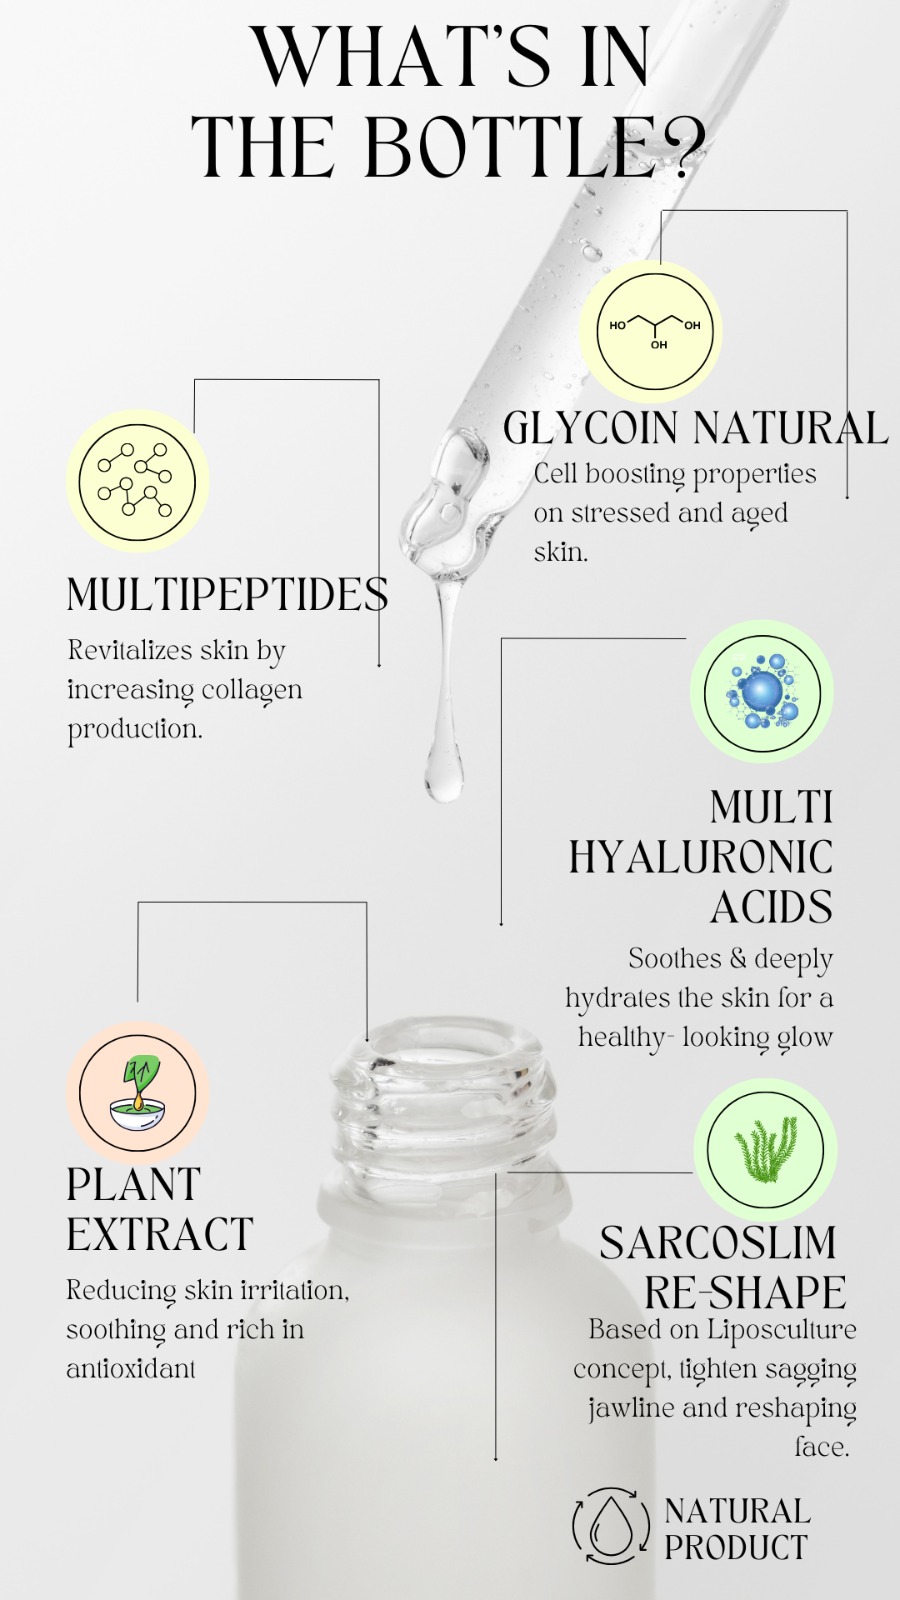 WHAT'S IN
THE BOTTLE?
HO
OH
OH
GLYCOIN NATURAL
Cell boosting properties
on stressed and aged
skin.
MULTIPEPTIDES
Revitalizes skin by
increasing collagen
production.
MULTI
HYALURONIC
ACIDS
Soothes & deeply
hydrates the skin for a
healthy- looking glow
PLANT
EXTRACT
Reducing skin irritation,
soothing and rich in
antioxidant
SARCOSLIM
RE-SHAPE
Based on Liposculture
concept, tighten sagging
jawline and reshaping
face.
NATURAL
PRODUCT